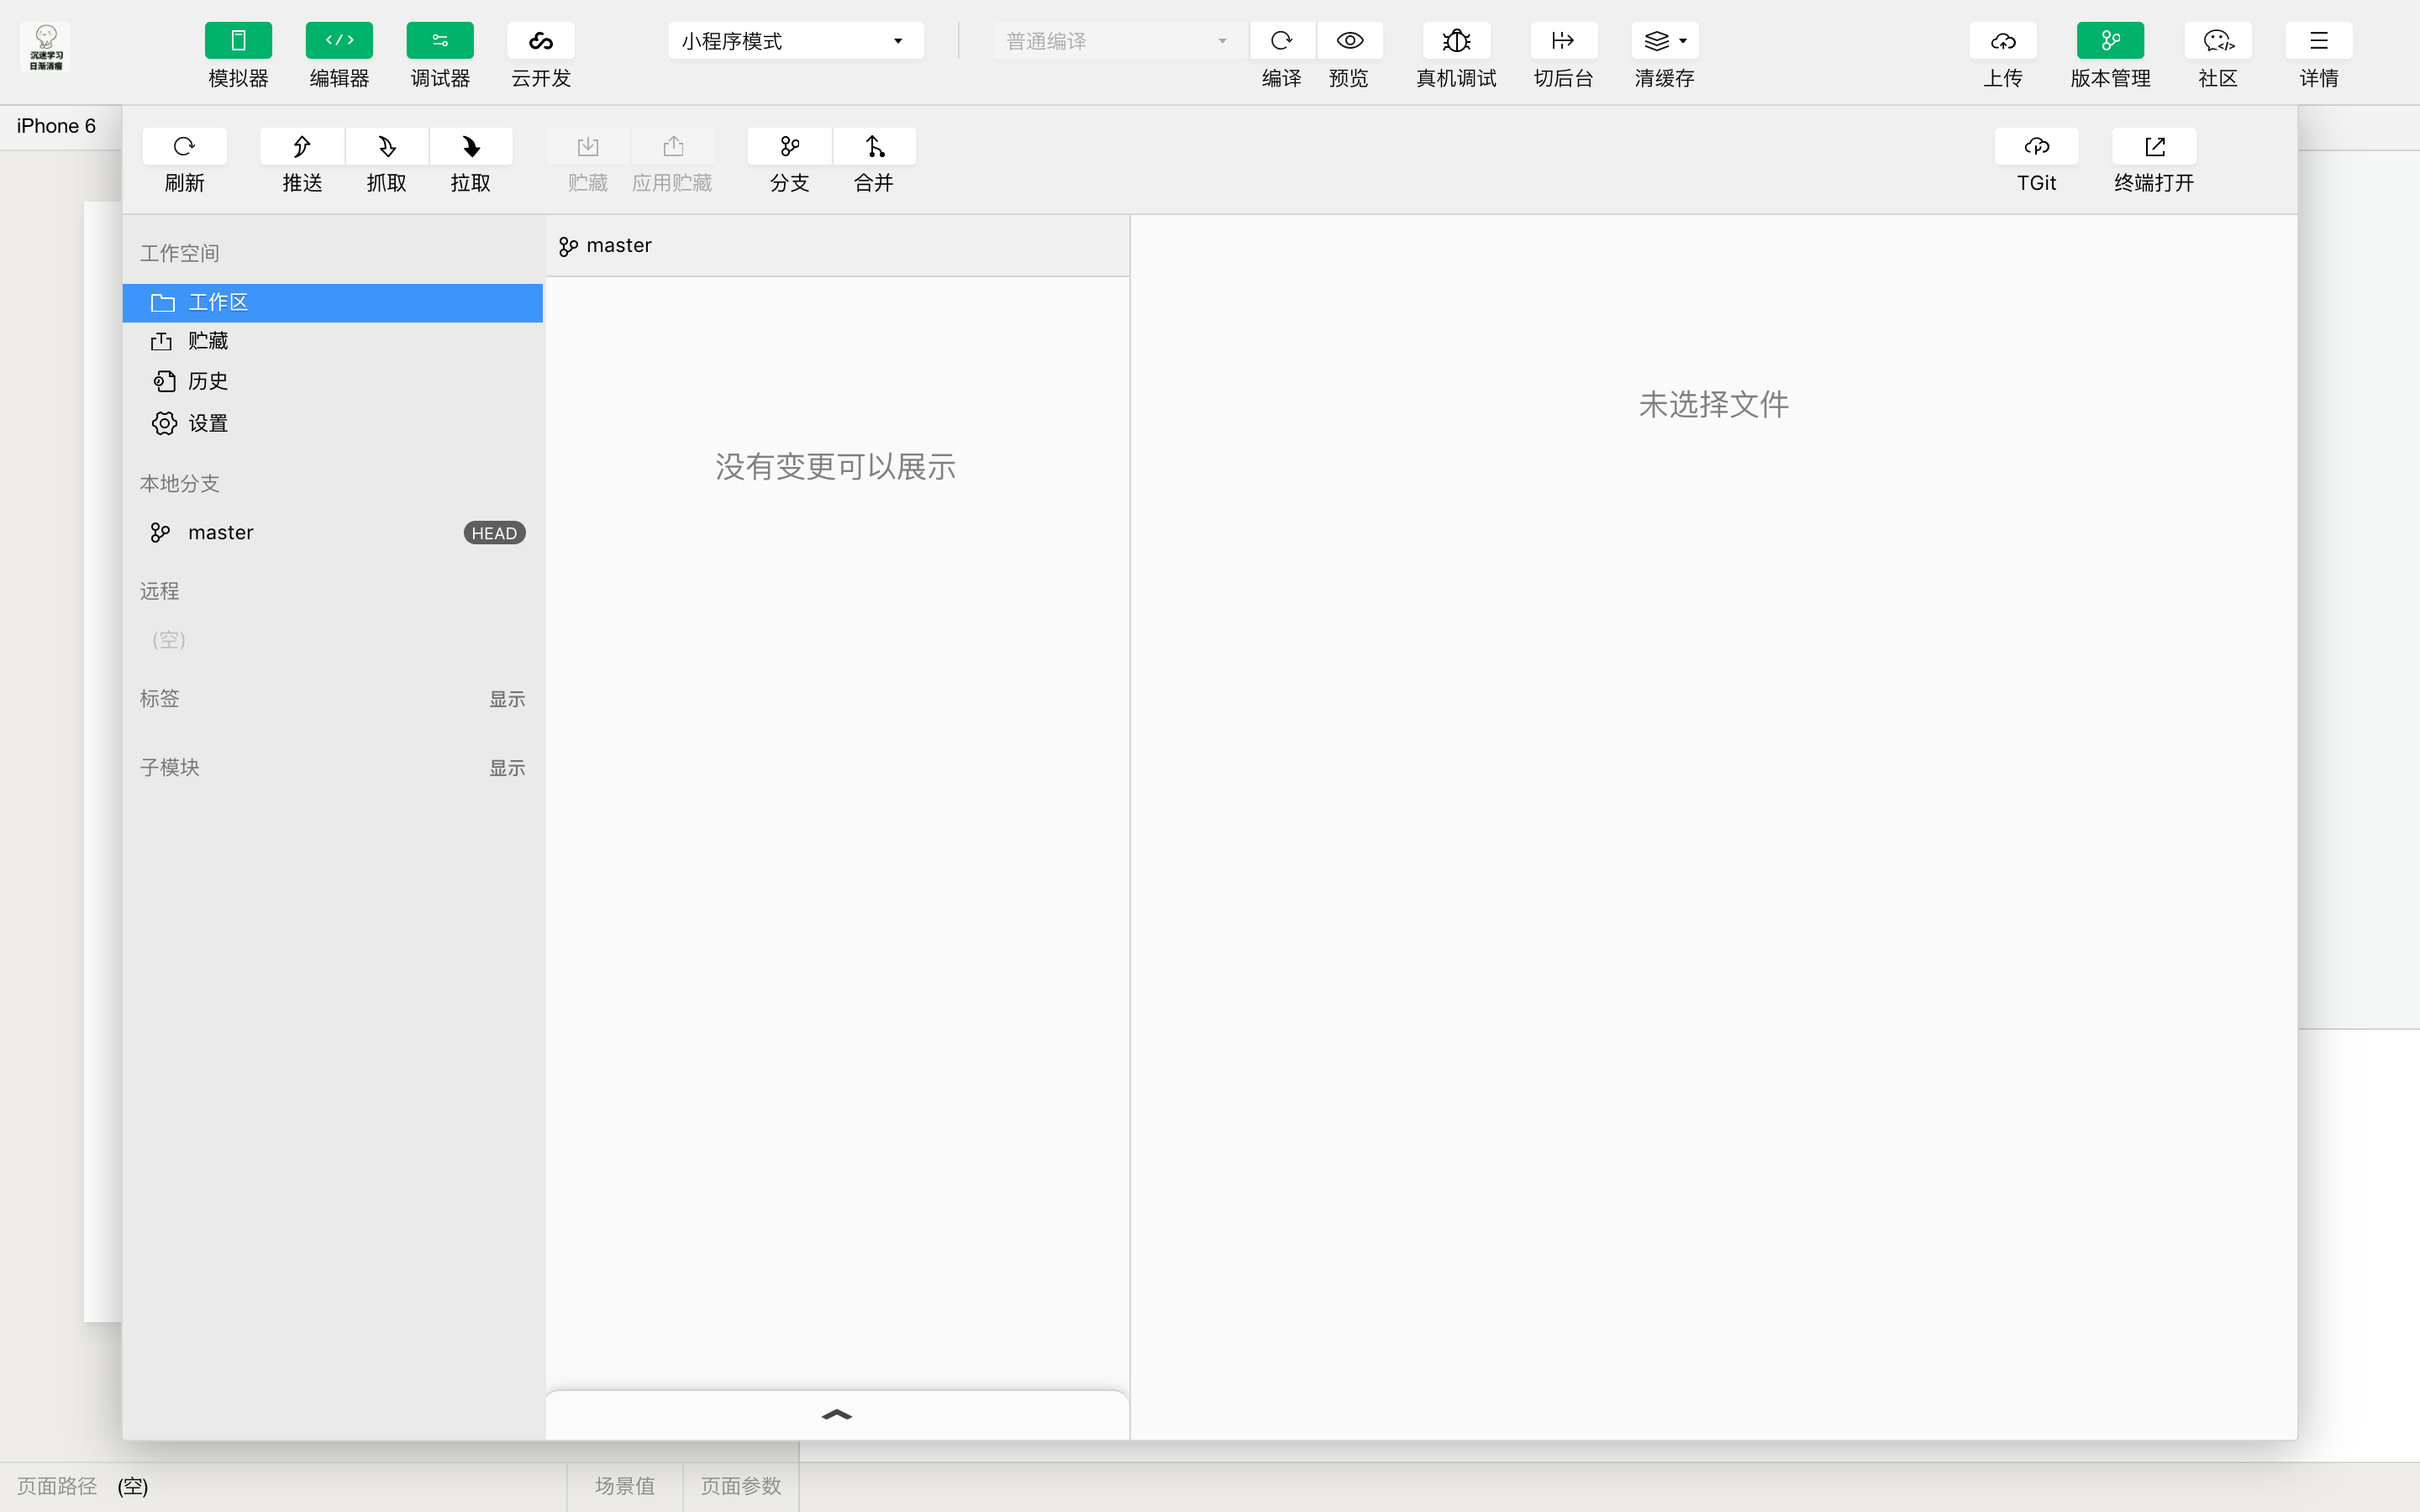 沉迷学习
日渐消瘦
模拟器 编辑器 调试器 云开发 小程序模式 普通编译 编译 预览 真机调试 切后台 清缓存 上传 版本管理 社区 详情
iPhone 6
刷新 推送 抓取 拉取 贮藏 应用贮藏 分支 合并 TGit 终端打开
工作空间
工作区
贮藏
历史
设置
本地分支
master HEAD
远程
(空)
标签 显示
子模块 显示
master
没有变更可以展示
未选择文件
页面路径 (空) 场景值 页面参数